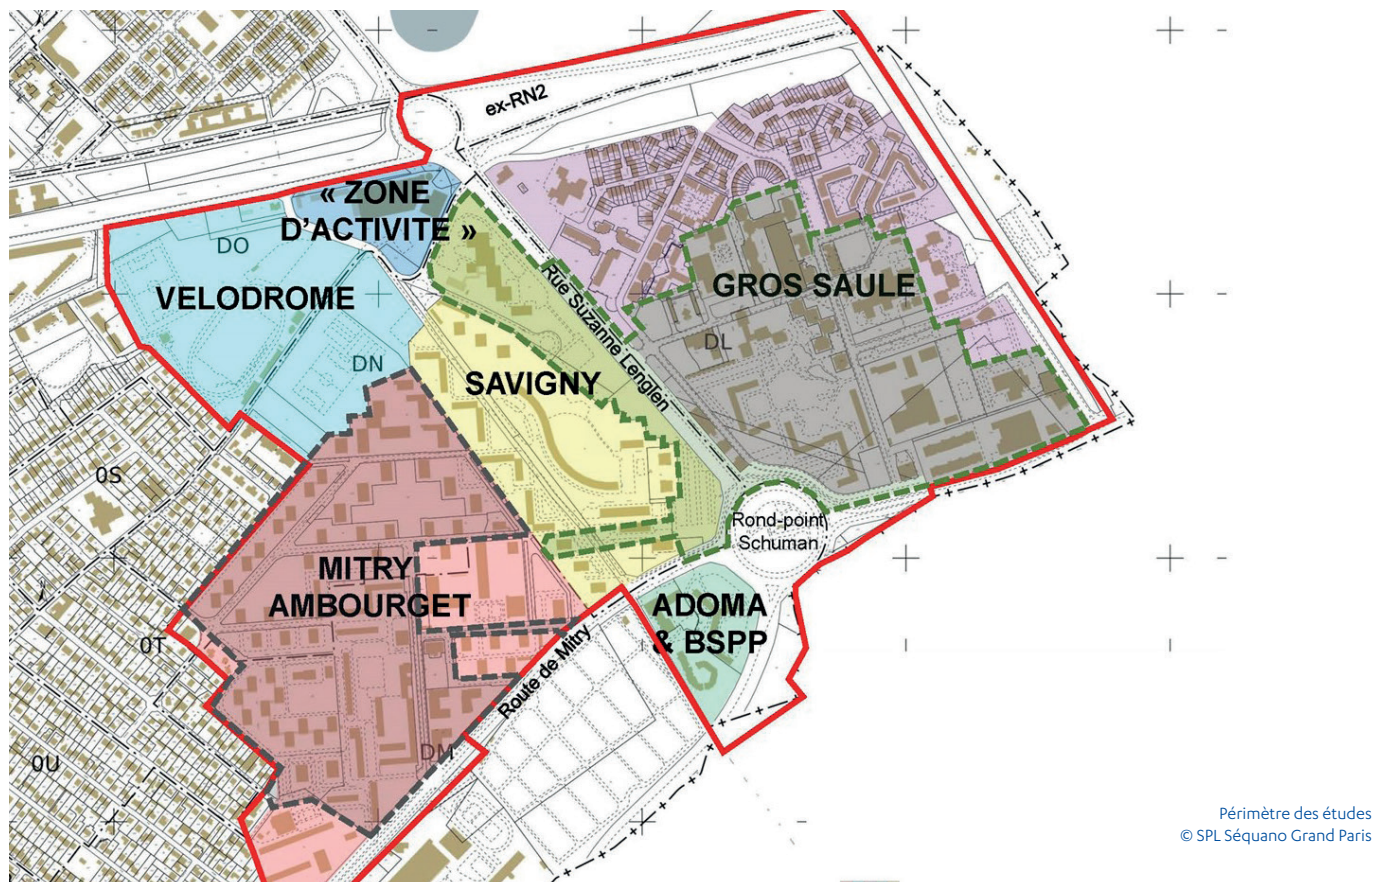 ex-RN2
« ZONE
D'ACTIVITE »
DO
VELODROME
Rue Suzanne Lenglen
GROS SAULE
DL
DN
SAVIGNY
0S
Rond-point
Schuman
MITRY
AMBOURGET
ADOMA
& BSPP
0T
Route de Mitry
DM
0U
Périmètre des études
© SPL Séquano Grand Paris